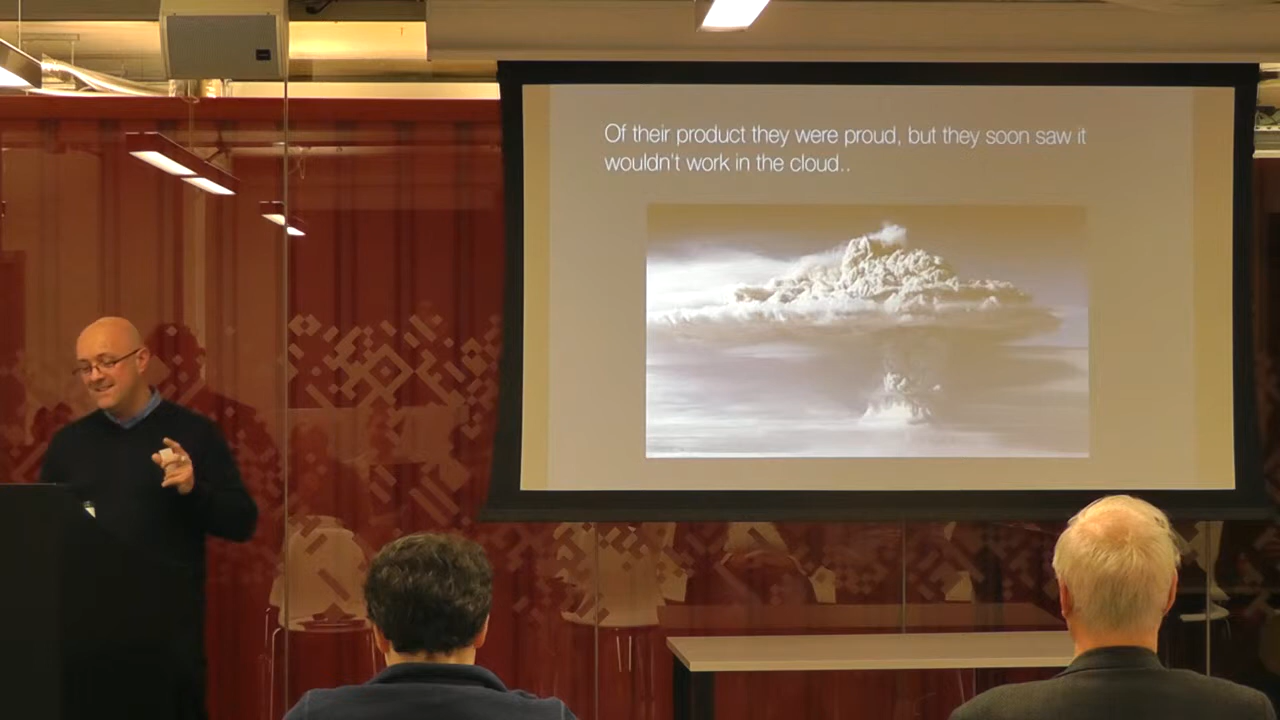 Of their product they were proud, but they soon saw it
wouldn't work in the cloud..